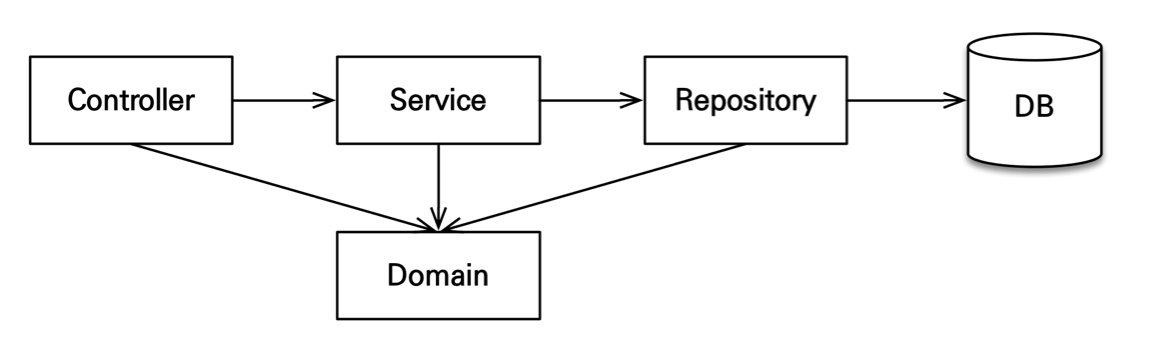 Controller
Service
Repository
DB
Domain